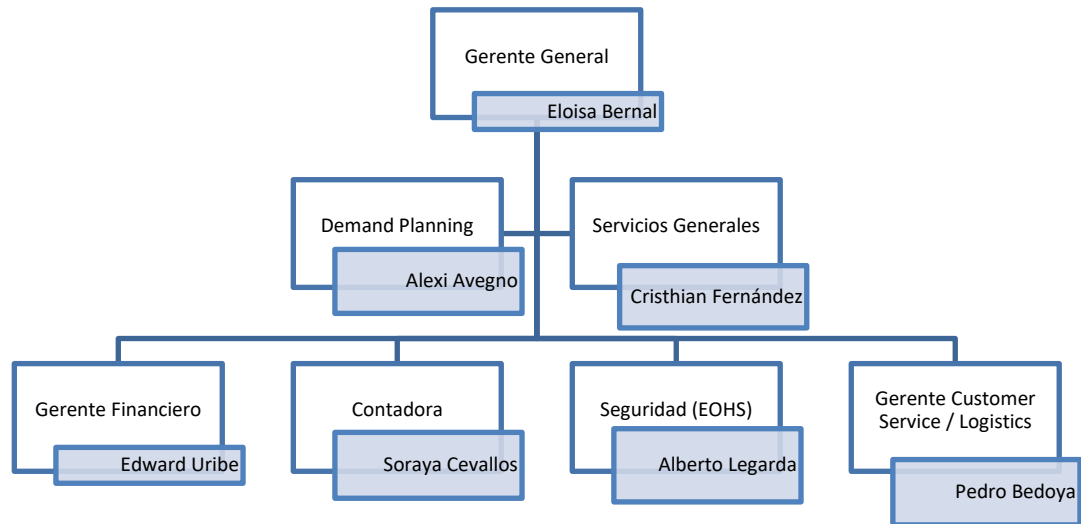 Gerente General
Eloisa Bernal
Demand Planning
Alexi Avegno
Servicios Generales
Cristhian Fernández
Gerente Financiero
Edward Uribe
Contadora
Soraya Cevallos
Seguridad (EOHS)
Alberto Legarda
Gerente Customer
Service / Logistics
Pedro Bedoya